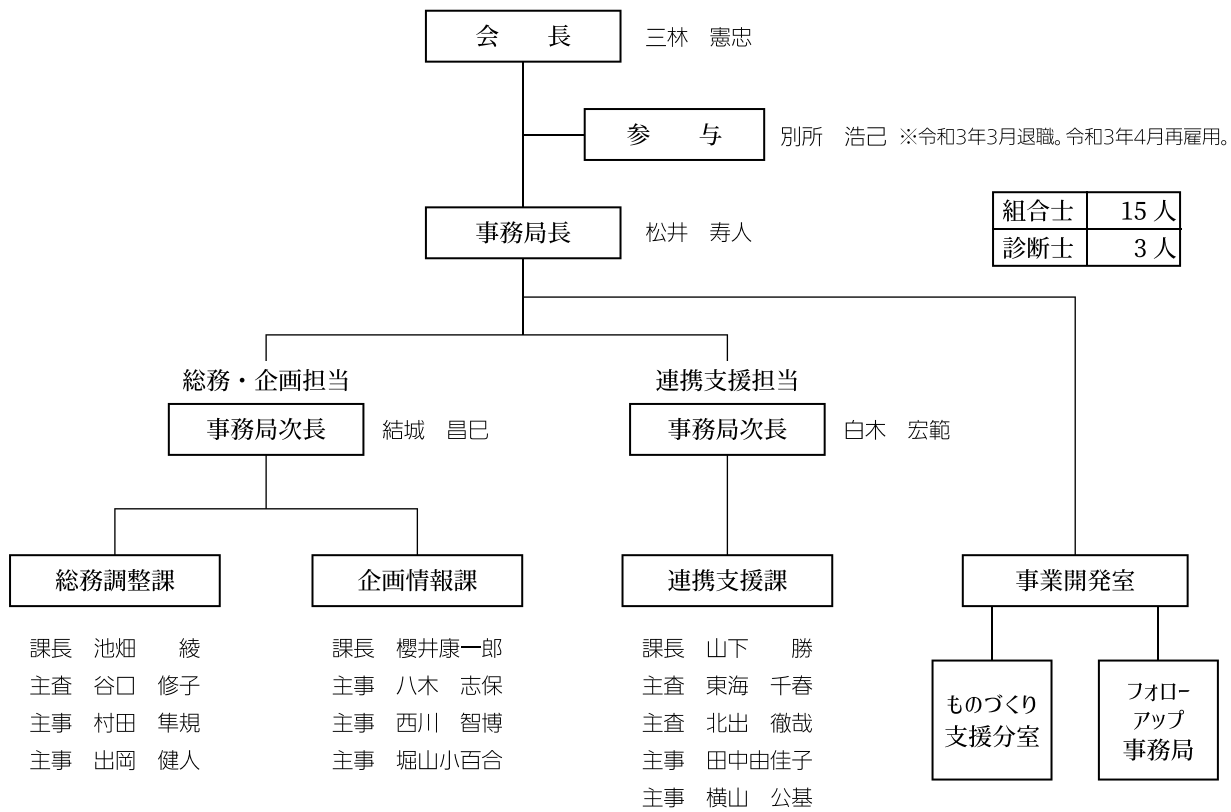 会　　長　三林　憲忠
参　　与　別所　浩己　※令和3年3月退職。令和3年4月再雇用。
事務局長　松井　寿人
組合士　15人
診断士　3人
総務・企画担当
事務局次長　結城　昌巳
連携支援担当
事務局次長　白木　宏範
総務調整課
課長　池畑　　綾
主査　谷口　修子
主事　村田　隼規
主事　出岡　健人
企画情報課
課長　櫻井康一郎
主事　八木　志保
主事　西川　智博
主事　堀山小百合
連携支援課
課長　山下　　勝
主査　東海　千春
主査　北出　徹哉
主事　田中由佳子
主事　横山　公基
事業開発室
ものづくり
支援分室
フォロー
アップ
事務局